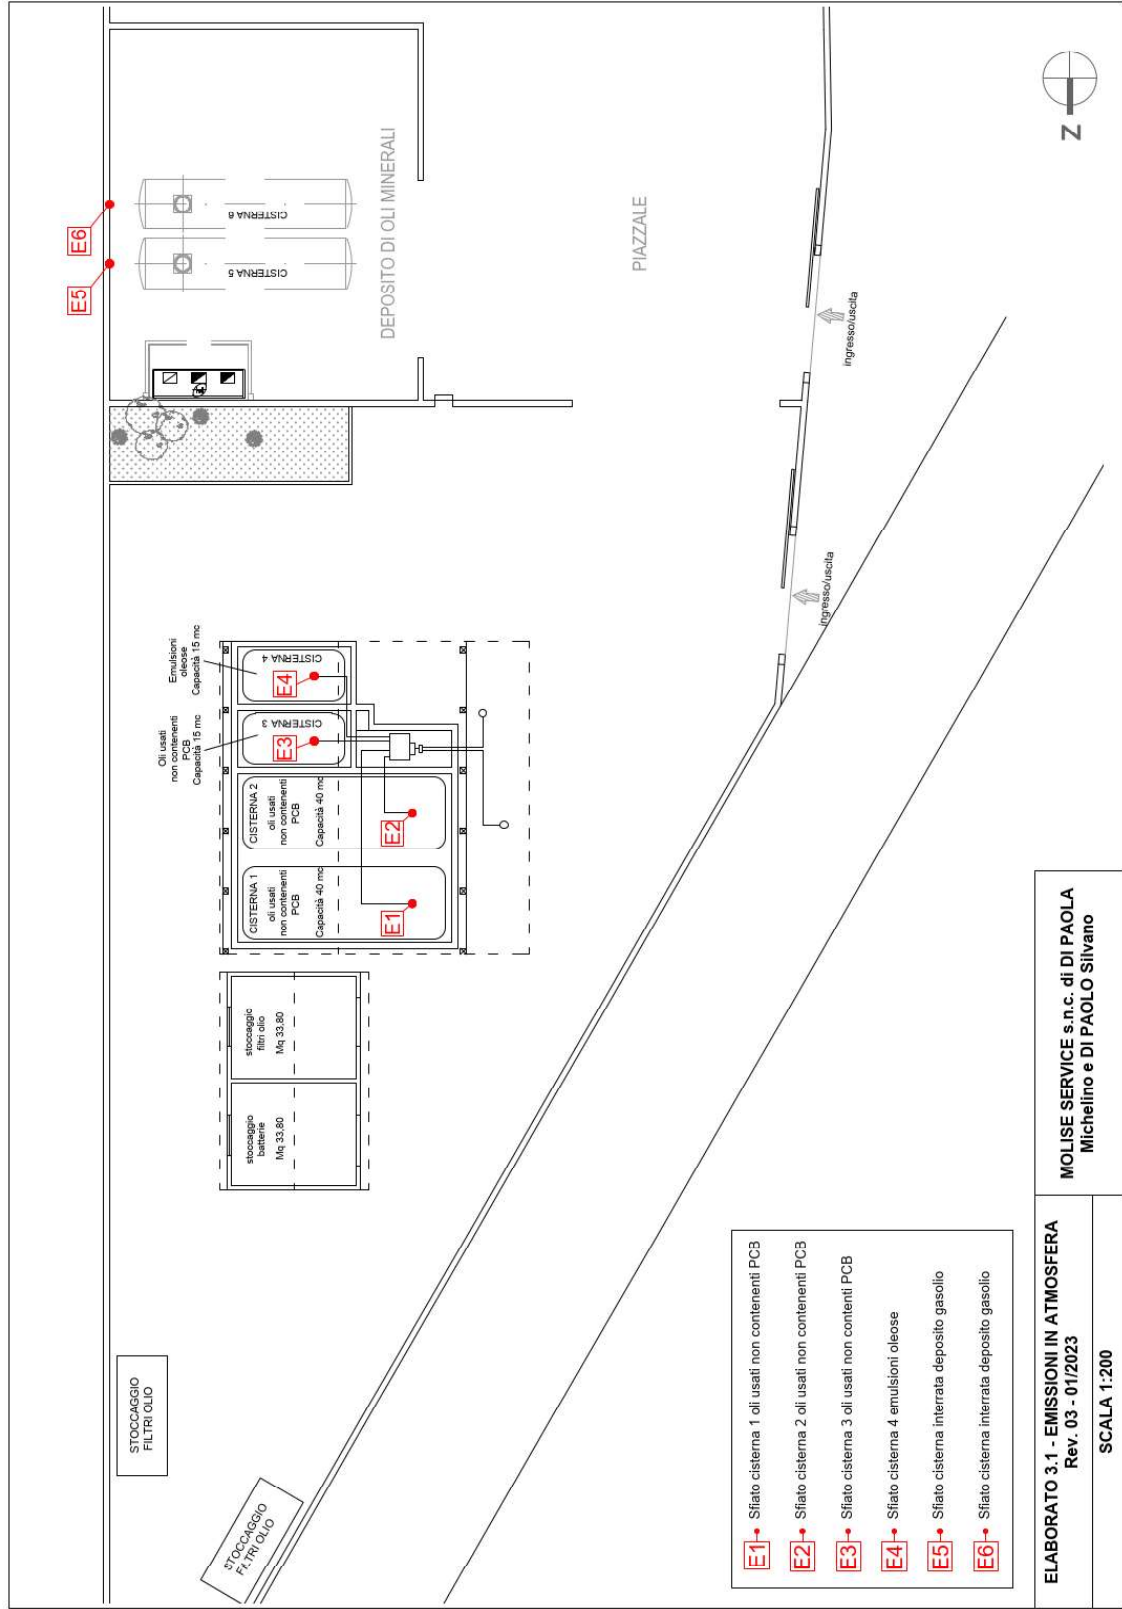 E6
E5
CISTERNA 6
CISTERNA 5
DEPOSITO DI OLI MINERALI
PIAZZALE
N
ingresso/uscita
ingresso/uscita
Emulsioni
oleose
Capacità 15 mc
Oli usati
non contenenti
PCB
Capacità 15 mc
CISTERNA 4
E4
CISTERNA 3
E3
CISTERNA 2
oli usati
non contenenti
PCB
Capacità 40 mc
E2
CISTERNA 1
oli usati
non contenenti
PCB
Capacità 40 mc
E1
stoccaggio
filtri olio
Mq 33,80
stoccaggio
batterie
Mq 33,80
STOCCAGGIO
FILTRI OLIO
STOCCAGGIO
FILTRI OLIO
E1 Sfiato cisterna 1 oli usati non contenenti PCB
E2 Sfiato cisterna 2 oli usati non contenenti PCB
E3 Sfiato cisterna 3 oli usati non contenti PCB
E4 Sfiato cisterna 4 emulsioni oleose
E5 Sfiato cisterna interrata deposito gasolio
E6 Sfiato cisterna interrata deposito gasolio
ELABORATO 3.1 - EMISSIONI IN ATMOSFERA
Rev. 03 - 01/2023
SCALA 1:200
MOLISE SERVICE s.n.c. di DI PAOLA
Michelino e DI PAOLO Silvano